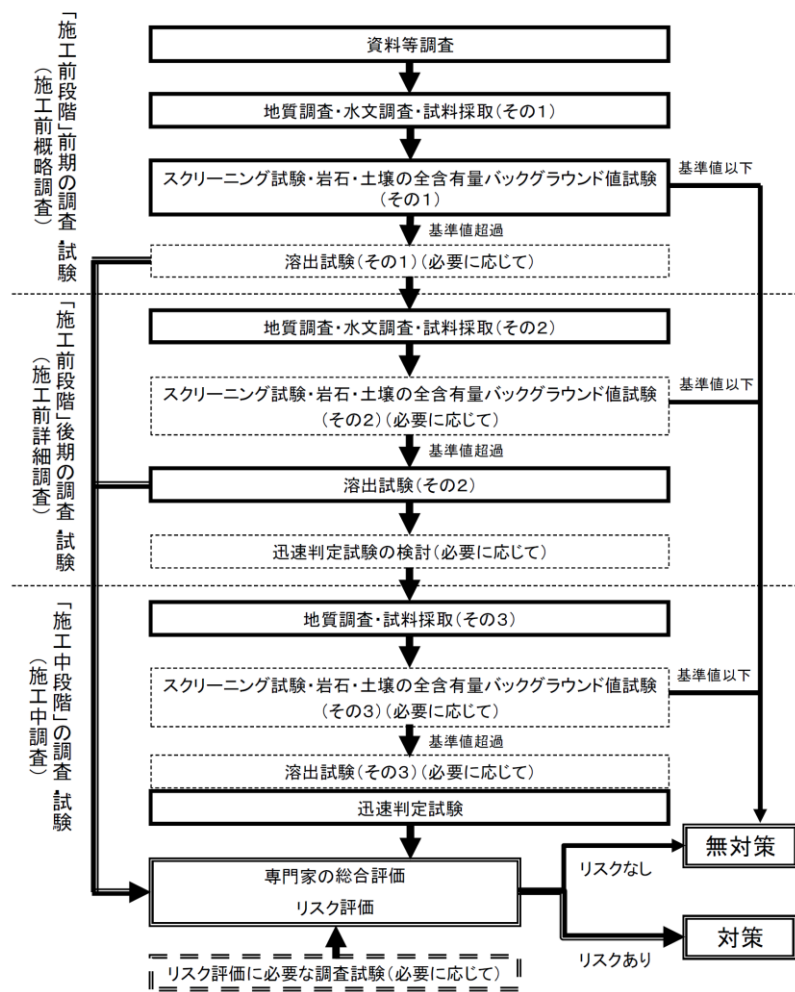 「施工前段階」前期の調査・試験
(施工前概略調査)
資料等調査
地質調査・水文調査・試料採取(その1)
スクリーニング試験・岩石・土壌の全含有量バックグラウンド値試験
(その1)
基準値以下
基準値超過
溶出試験(その1)(必要に応じて)
「施工前段階」後期の調査・試験
(施工前詳細調査)
地質調査・水文調査・試料採取(その2)
スクリーニング試験・岩石・土壌の全含有量バックグラウンド値試験
(その2)(必要に応じて)
基準値以下
基準値超過
溶出試験(その2)
迅速判定試験の検討(必要に応じて)
「施工中段階」の調査・試験
(施工中調査)
地質調査・試料採取(その3)
スクリーニング試験・岩石・土壌の全含有量バックグラウンド値試験
(その3)(必要に応じて)
基準値以下
基準値超過
溶出試験(その3)(必要に応じて)
迅速判定試験
専門家の総合評価
リスク評価
リスクなし
無対策
リスクあり
対策
リスク評価に必要な調査試験(必要に応じて)